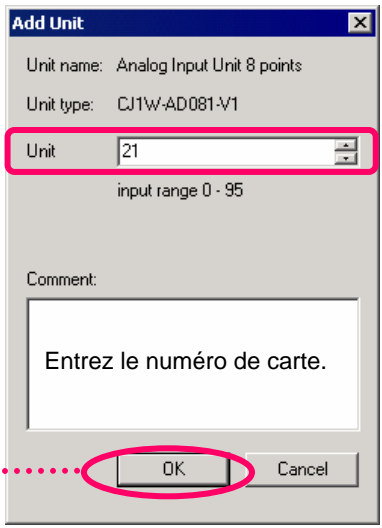 Add Unit
Unit name: Analog Input Unit 8 points
Unit type: CJ1W-AD081-V1
Unit 21
input range 0 - 95
Comment:
Entrez le numéro de carte.
OK Cancel